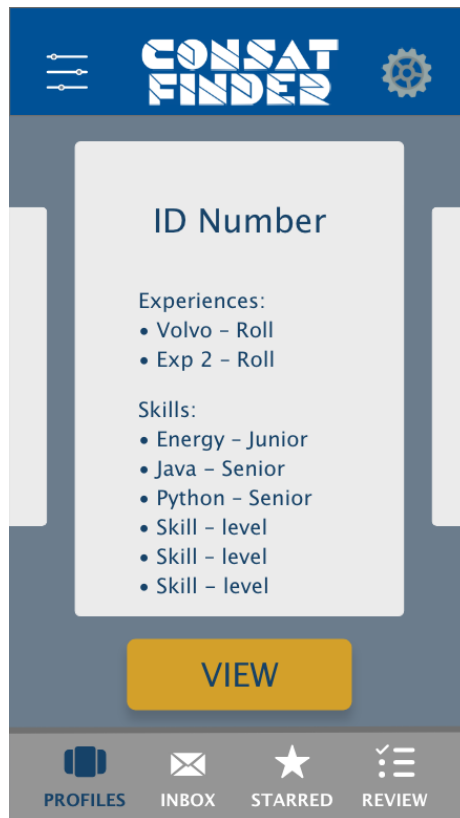 CONSAT
FINDER
ID Number
Experiences:
• Volvo – Roll
• Exp 2 – Roll
Skills:
• Energy – Junior
• Java – Senior
• Python – Senior
• Skill – level
• Skill – level
• Skill – level
VIEW
PROFILES INBOX STARRED REVIEW